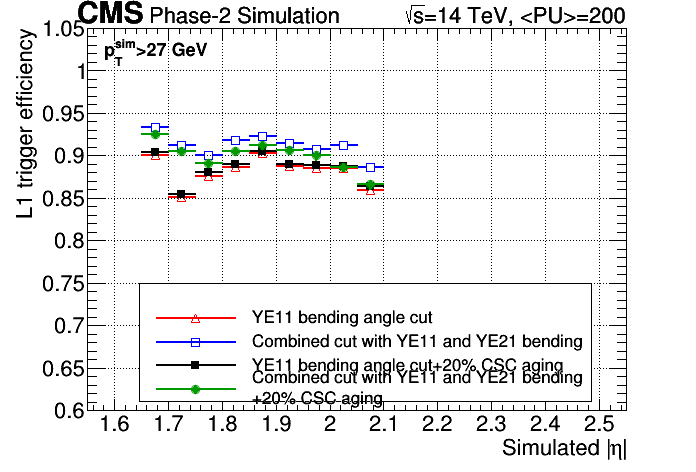 CMS Phase-2 Simulation √s=14 TeV, <PU>=200
p_T^sim>27 GeV
L1 trigger efficiency
1.05
1
0.95
0.9
0.85
0.8
0.75
0.7
0.65
0.6
YE11 bending angle cut
Combined cut with YE11 and YE21 bending
YE11 bending angle cut+20% CSC aging
Combined cut with YE11 and YE21 bending
+20% CSC aging
1.6 1.7 1.8 1.9 2 2.1 2.2 2.3 2.4 2.5
Simulated |η|